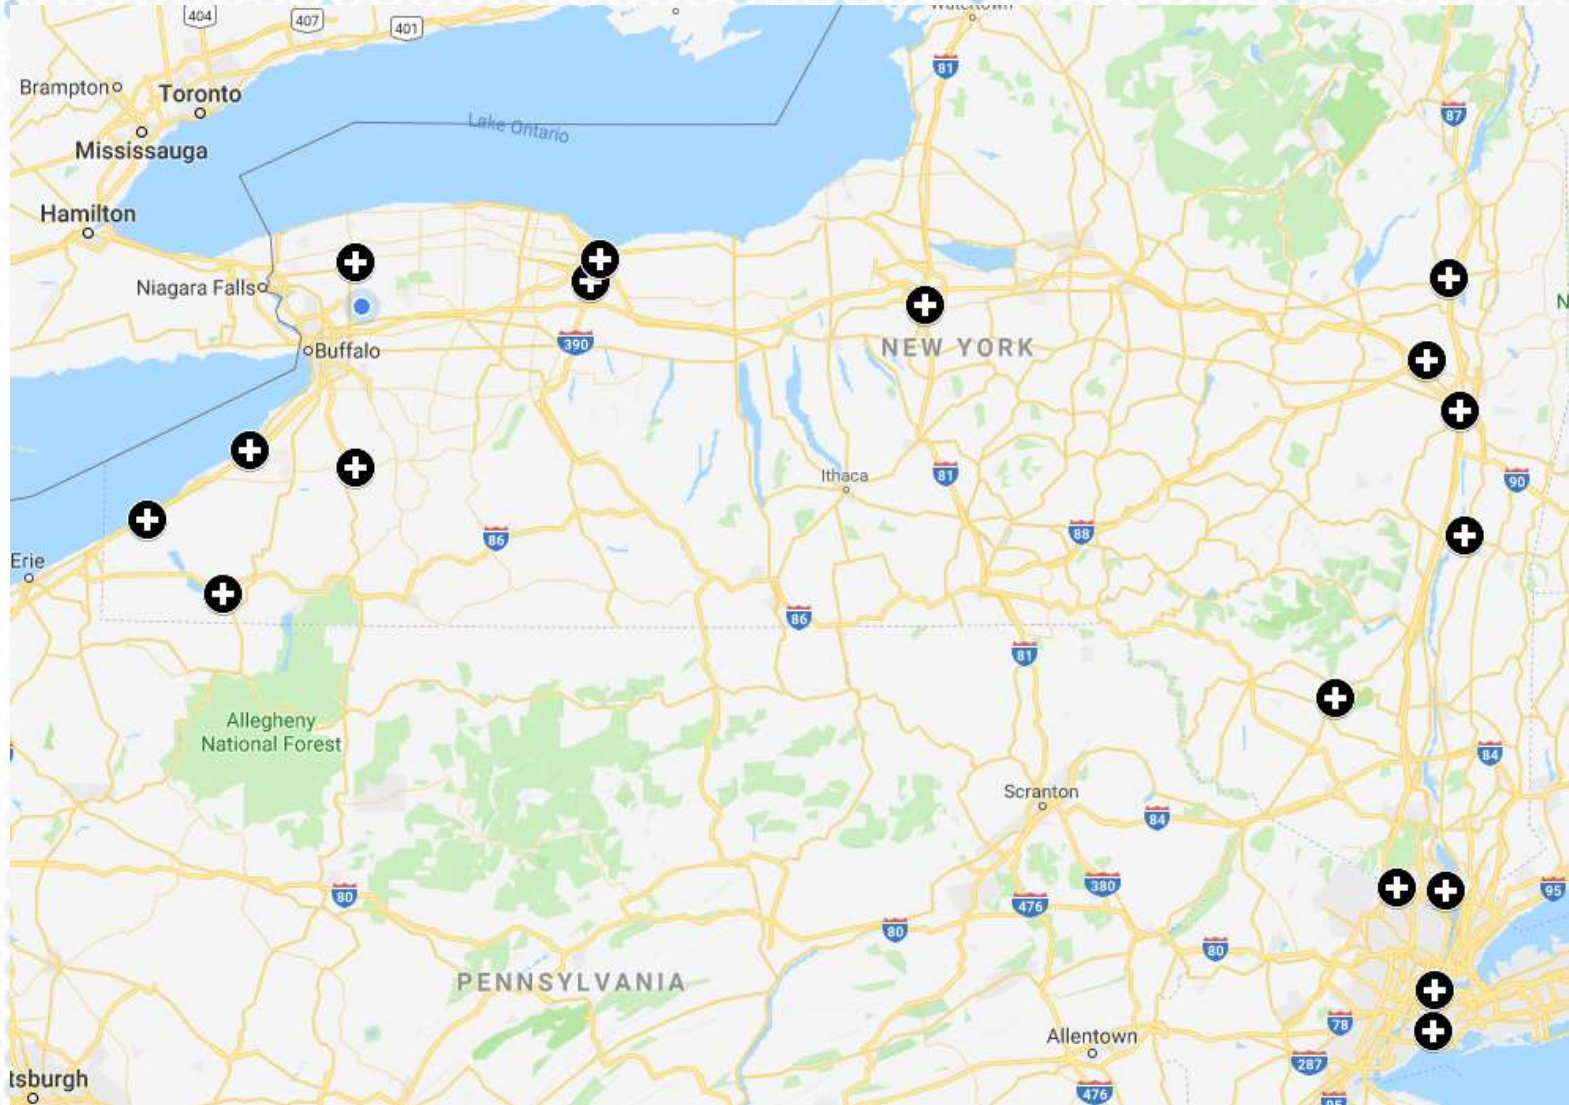 404
407
401
Watertown
81
Brampton
Toronto
87
Lake Ontario
Mississauga
Hamilton
Niagara Falls
N
390
Buffalo
NEW YORK
Ithaca
81
90
86
88
Erie
86
81
Allegheny
National Forest
84
Scranton
84
380
95
80
476
80
80
PENNSYLVANIA
78
Allentown
287
tsburgh
476
95